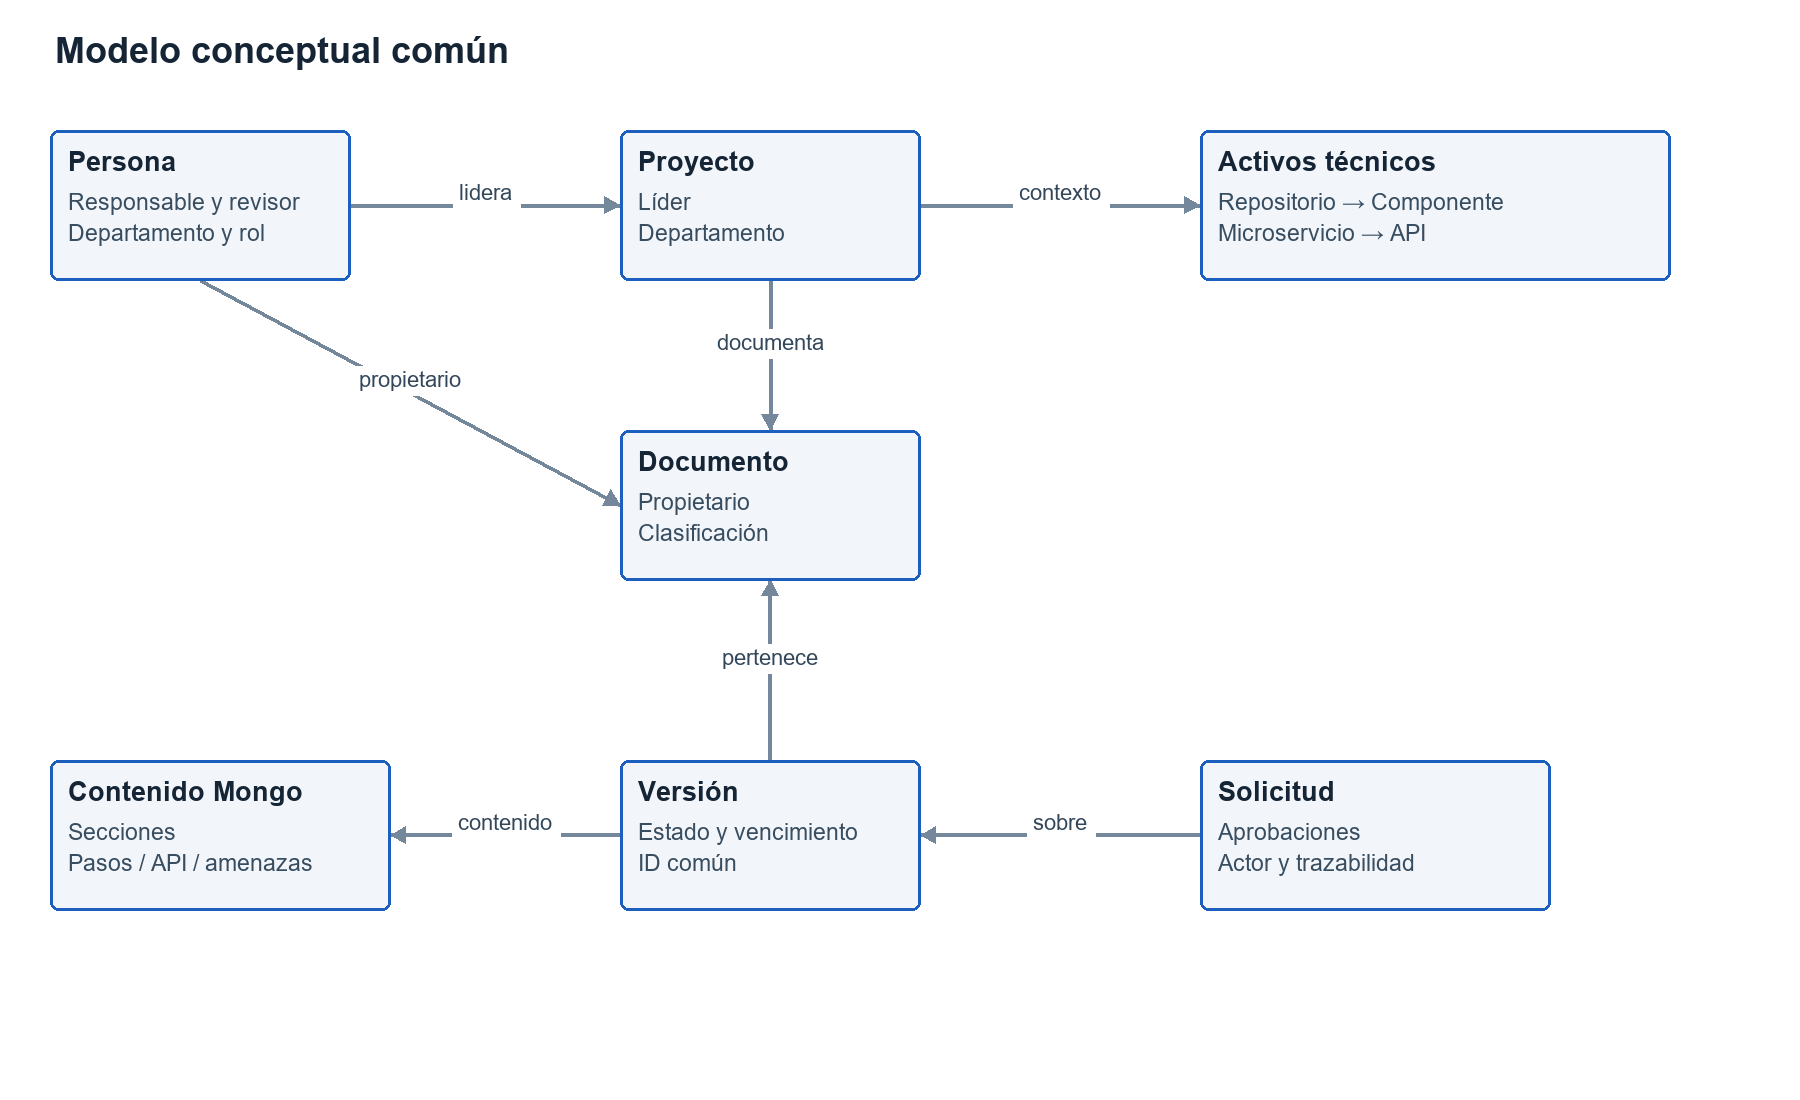 Modelo conceptual común
Persona
Responsable y revisor
Departamento y rol
lidera
Proyecto
Líder
Departamento
contexto
Activos técnicos
Repositorio → Componente
Microservicio → API
documenta
propietario
Documento
Propietario
Clasificación
pertenece
Contenido Mongo
Secciones
Pasos / API / amenazas
contenido
Versión
Estado y vencimiento
ID común
sobre
Solicitud
Aprobaciones
Actor y trazabilidad